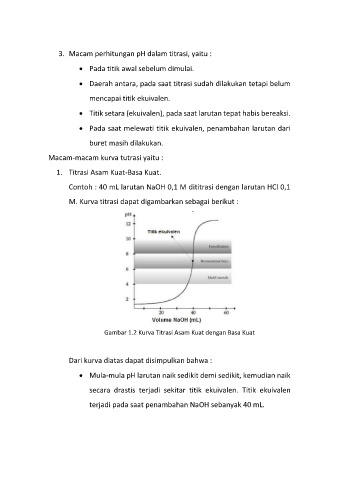 3. Macam perhitungan pH dalam titrasi, yaitu :
• Pada titik awal sebelum dimulai.
• Daerah antara, pada saat titrasi sudah dilakukan tetapi belum
mencapai titik ekuivalen.
• Titik setara (ekuivalen), pada saat larutan tepat habis bereaksi.
• Pada saat melewati titik ekuivalen, penambahan larutan dari
buret masih dilakukan.
Macam-macam kurva tutrasi yaitu :
1. Titrasi Asam Kuat-Basa Kuat.
Contoh : 40 mL larutan NaOH 0,1 M dititrasi dengan larutan HCl 0,1
M. Kurva titrasi dapat digambarkan sebagai berikut :
pH
12
Titik ekuivalen
10
8
6
4
2
20 40 60
Volume NaOH (mL)
Gambar 1.2 Kurva Titrasi Asam Kuat dengan Basa Kuat
Dari kurva diatas dapat disimpulkan bahwa :
• Mula-mula pH larutan naik sedikit demi sedikit, kemudian naik
secara drastis terjadi sekitar titik ekuivalen. Titik ekuivalen
terjadi pada saat penambahan NaOH sebanyak 40 mL.